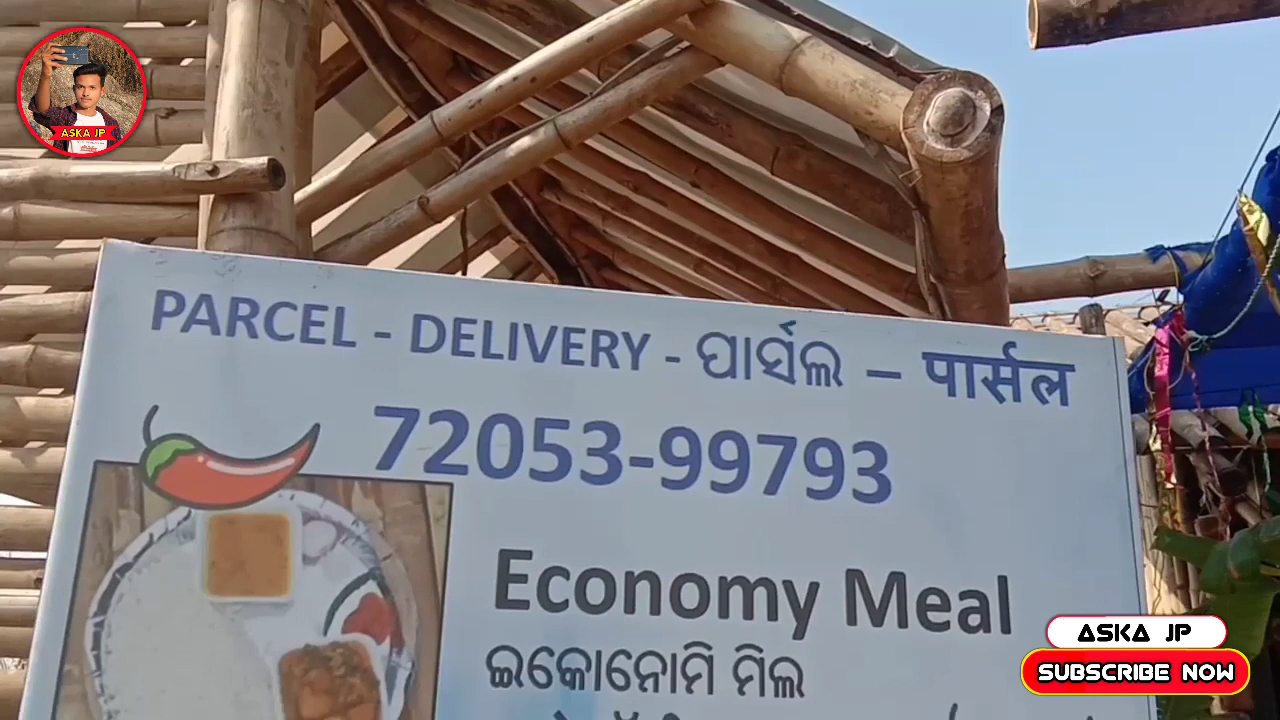 ASKA JP
PARCEL - DELIVERY - ପାର୍ସଲ – पार्सल
72053-99793
Economy Meal
ଇକୋନୋମି ମିଲ
ASKA JP
SUBSCRIBE NOW